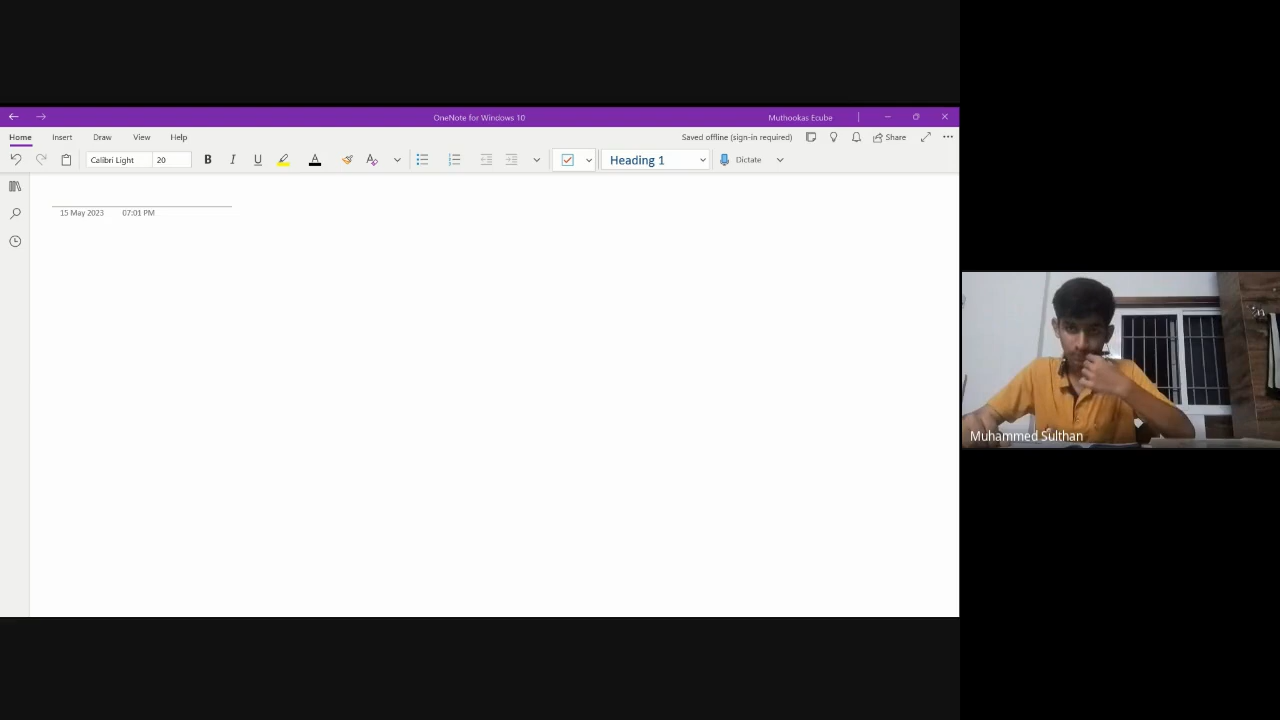 OneNote for Windows 10
Muthookas Ecube
Home Insert Draw View Help
Saved offline (sign-in required)
Share
Calibri Light 20 B I U A
Heading 1
Dictate
15 May 2023 07:01 PM
Muhammed Sulthan